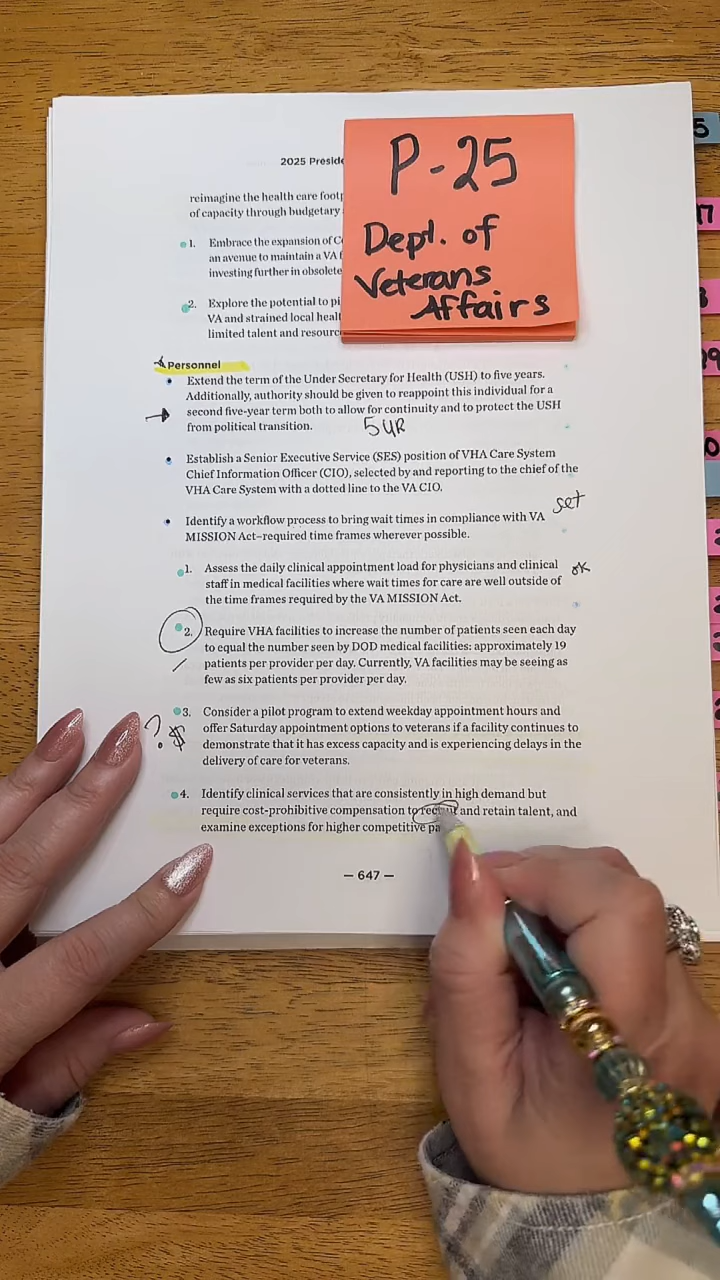 P-25
Dept. of
Veterans
Affairs
2025 Preside
reimagine the health care foot
of capacity through budgetary
1. Embrace the expansion of C
an avenue to maintain a VA
investing further in obsolete
2. Explore the potential to pi
VA and strained local heal
limited talent and resourc
Personnel
• Extend the term of the Under Secretary for Health (USH) to five years.
Additionally, authority should be given to reappoint this individual for a
second five-year term both to allow for continuity and to protect the USH
from political transition. 5 YR
• Establish a Senior Executive Service (SES) position of VHA Care System
Chief Information Officer (CIO), selected by and reporting to the chief of the
VHA Care System with a dotted line to the VA CIO.
set
• Identify a workflow process to bring wait times in compliance with VA
MISSION Act–required time frames wherever possible.
1. Assess the daily clinical appointment load for physicians and clinical ok
staff in medical facilities where wait times for care are well outside of
the time frames required by the VA MISSION Act.
2. Require VHA facilities to increase the number of patients seen each day
to equal the number seen by DOD medical facilities: approximately 19
patients per provider per day. Currently, VA facilities may be seeing as
few as six patients per provider per day.
3. Consider a pilot program to extend weekday appointment hours and
? $ offer Saturday appointment options to veterans if a facility continues to
demonstrate that it has excess capacity and is experiencing delays in the
delivery of care for veterans.
4. Identify clinical services that are consistently in high demand but
require cost-prohibitive compensation to recruit and retain talent, and
examine exceptions for higher competitive pa
— 647 —